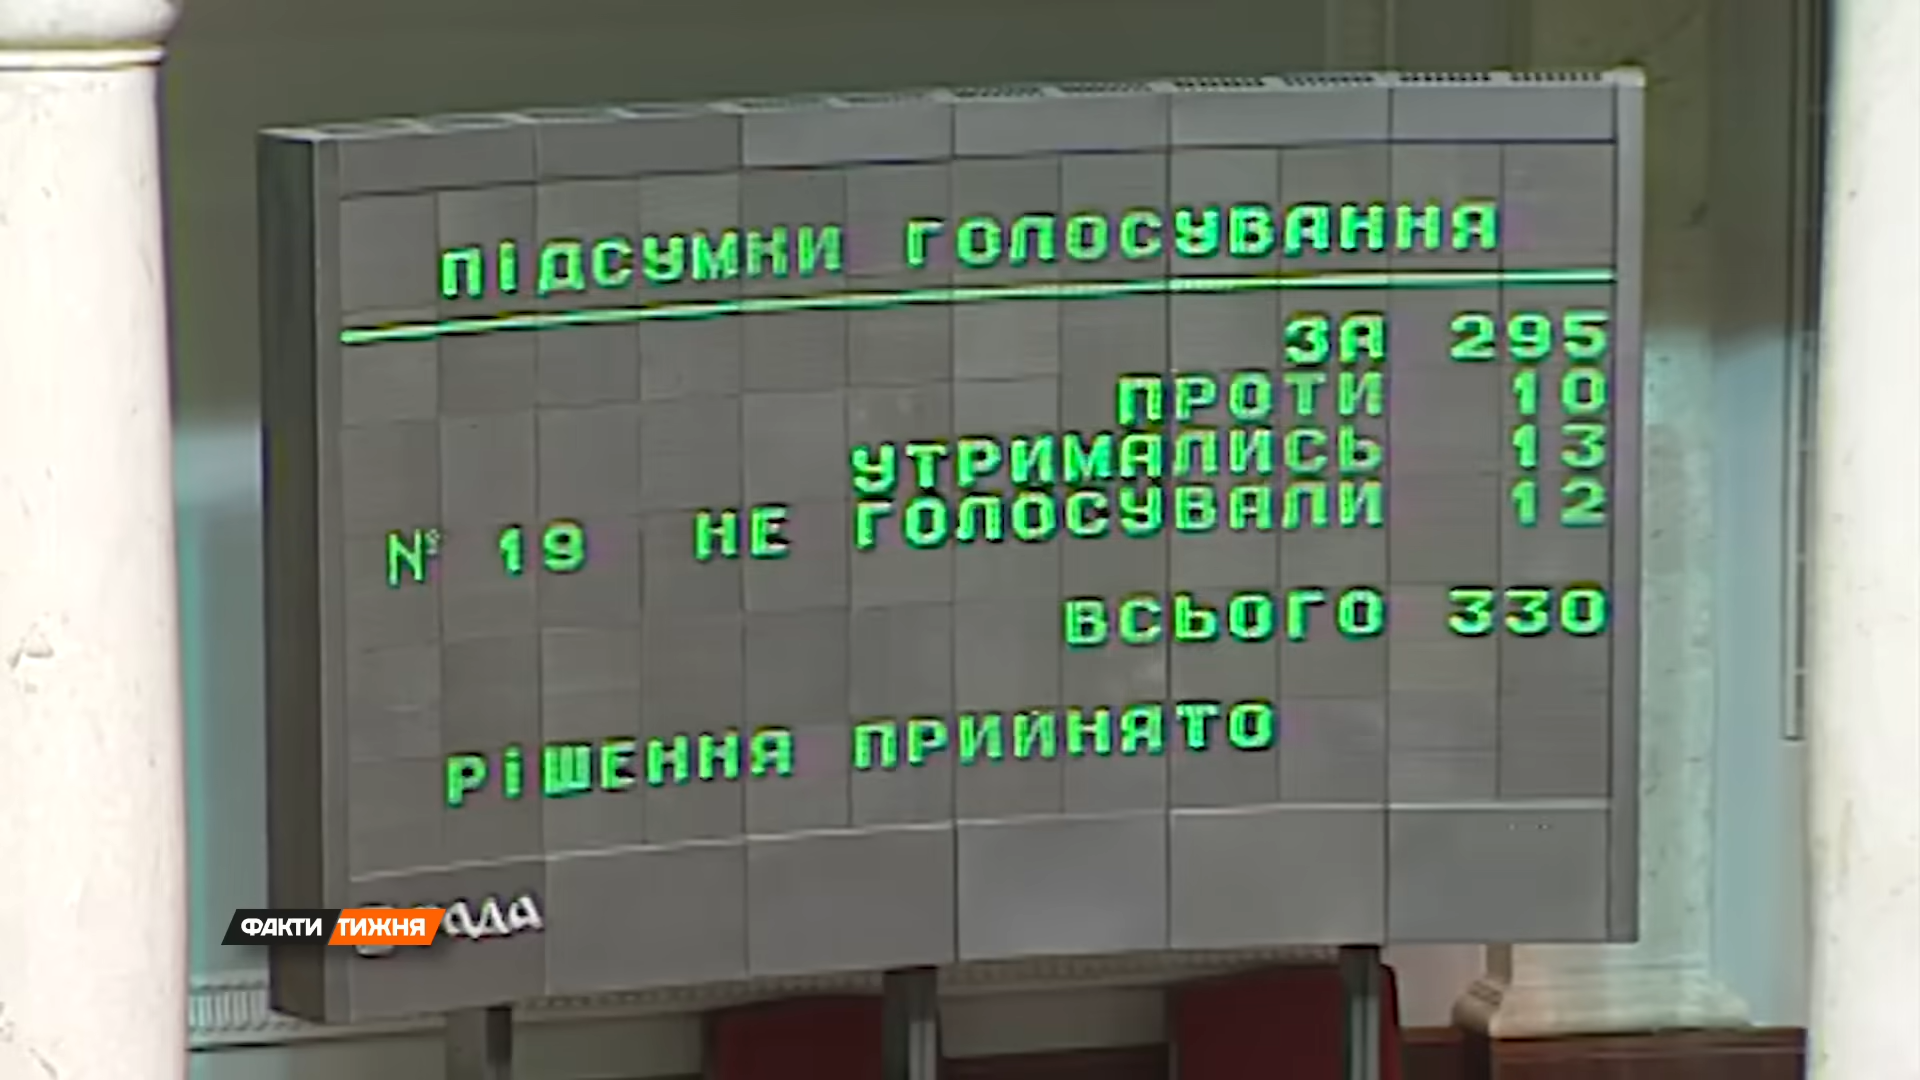 ПІДСУМКИ ГОЛОСУВАННЯ
ЗА 295
ПРОТИ 10
УТРИМАЛИСЬ 13
№ 19 НЕ ГОЛОСУВАЛИ 12
ВСЬОГО 330
РІШЕННЯ ПРИЙНЯТО
ФАКТИ ТИЖНЯ